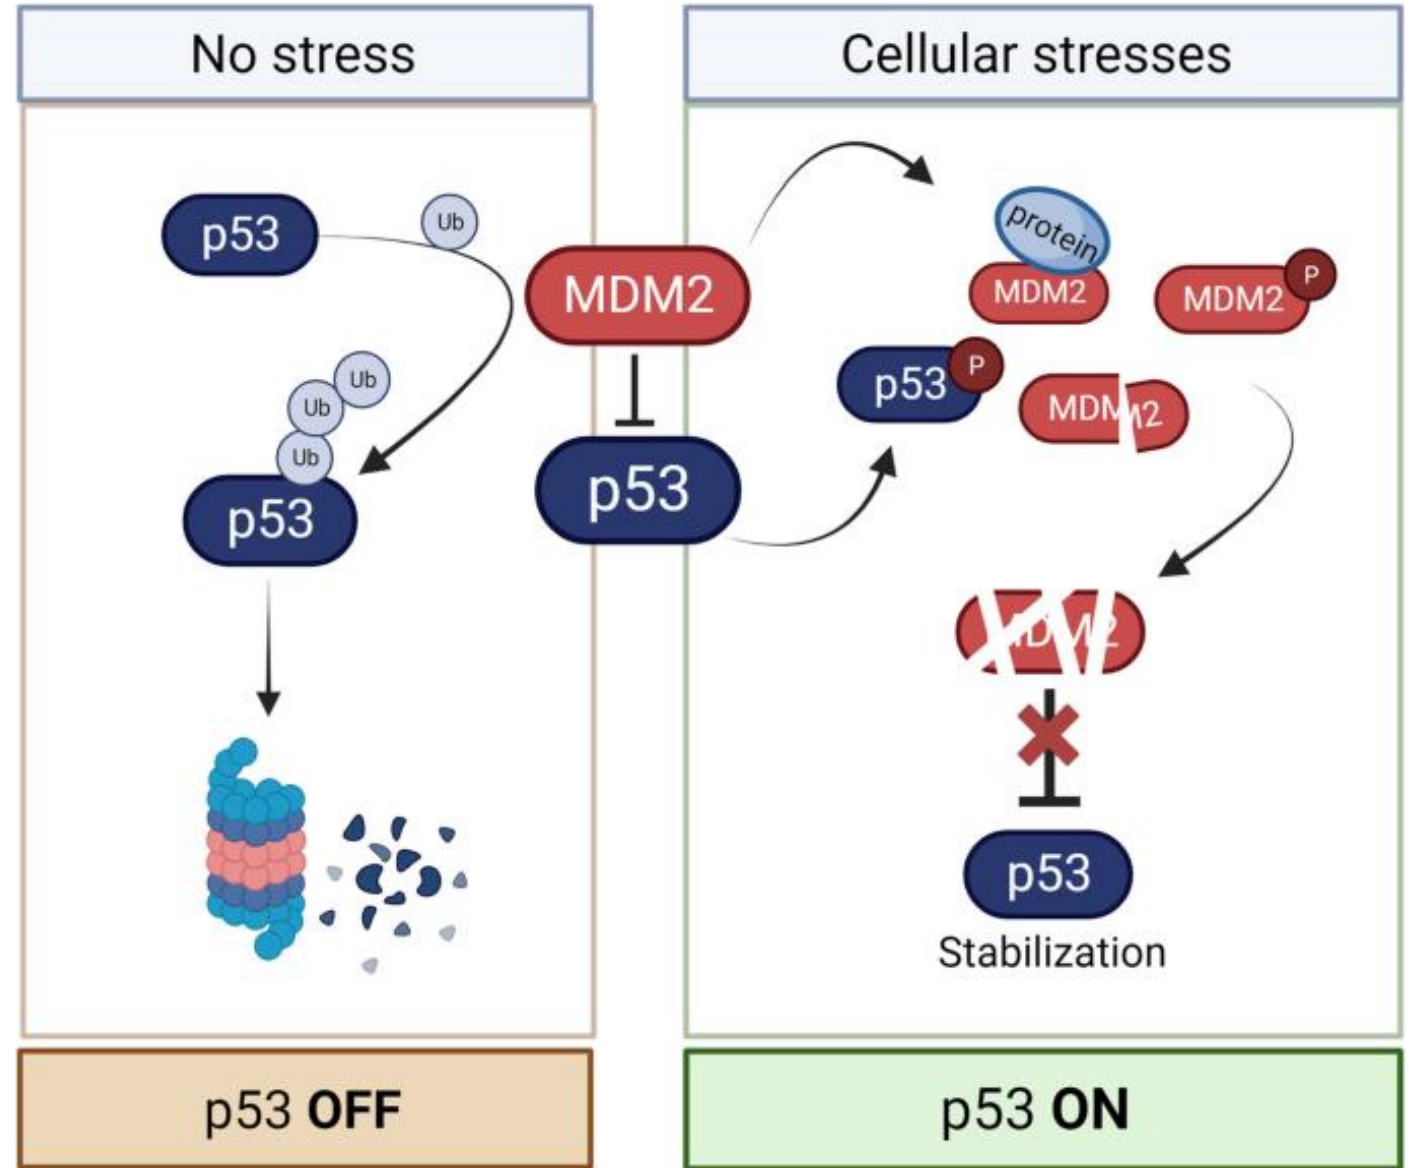 No stress
Cellular stresses
p53
Ub
MDM2
protein
MDM2
MDM2
P
Ub
Ub
Ub
p53
p53
p53
P
MDM2
MDM2
p53
Stabilization
p53 OFF
p53 ON